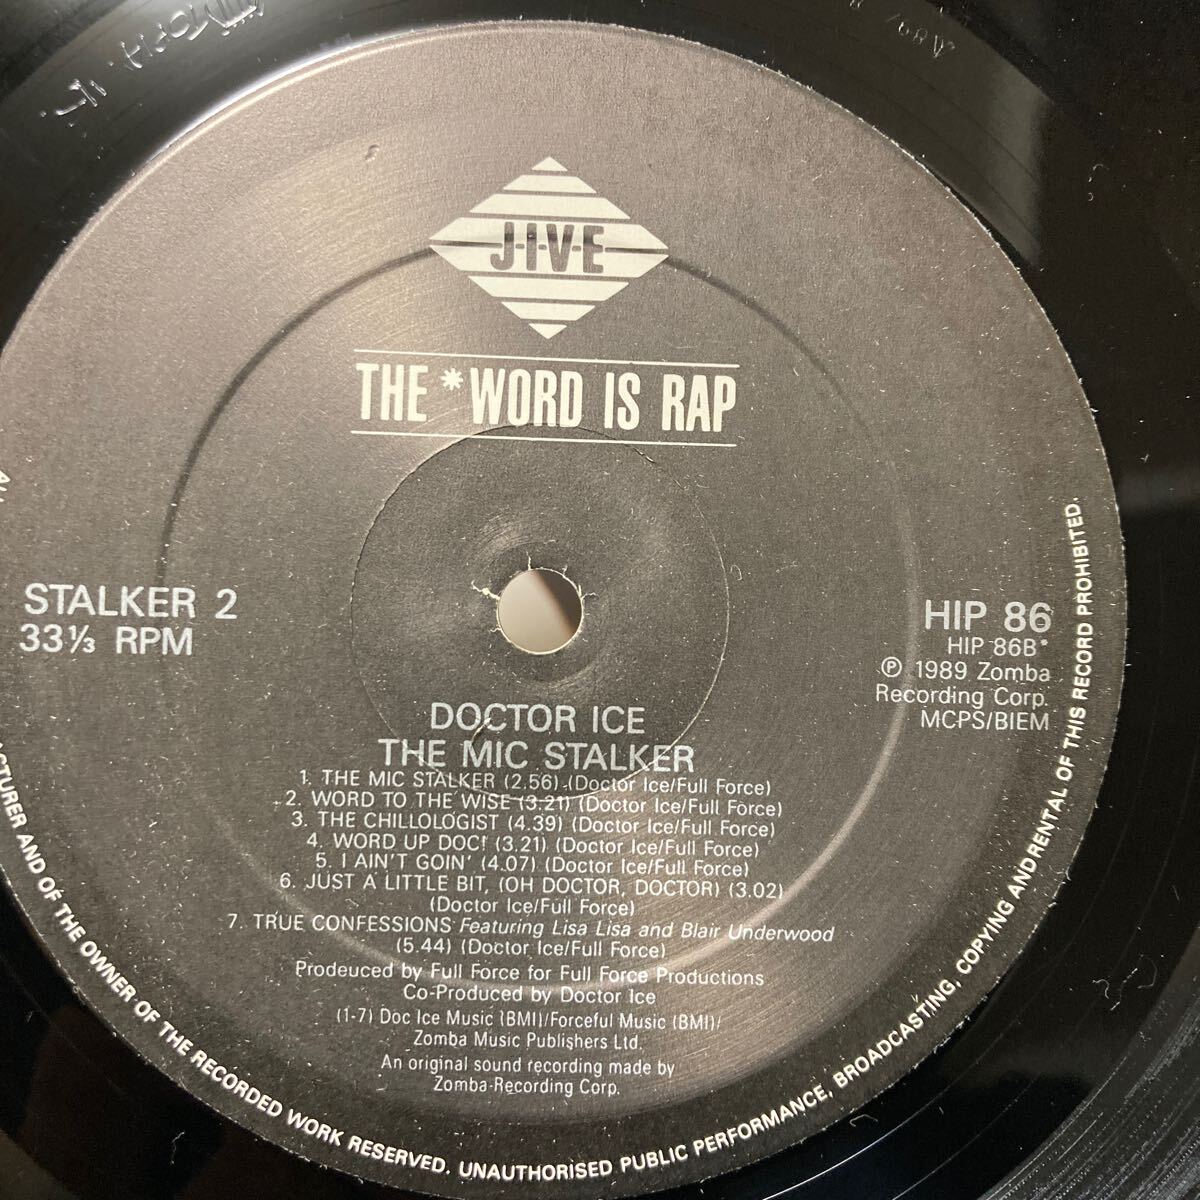 J·I·V·E
THE *WORD IS RAP
STALKER 2
33⅓ RPM
HIP 86
HIP 86B*
℗ 1989 Zomba
Recording Corp.
MCPS/BIEM
DOCTOR ICE
THE MIC STALKER
1. THE MIC STALKER (2.56) (Doctor Ice/Full Force)
2. WORD TO THE WISE (3.21) (Doctor Ice/Full Force)
3. THE CHILLOLOGIST (4.39) (Doctor Ice/Full Force)
4. WORD UP DOC! (3.21) (Doctor Ice/Full Force)
5. I AIN'T GOIN' (4.07) (Doctor Ice/Full Force)
6. JUST A LITTLE BIT, (OH DOCTOR, DOCTOR) (3.02)
(Doctor Ice/Full Force)
7. TRUE CONFESSIONS Featuring Lisa Lisa and Blair Underwood
(5.44) (Doctor Ice/Full Force)
Prodeuced by Full Force for Full Force Productions
Co-Produced by Doctor Ice
(1-7) Doc Ice Music (BMI)/Forceful Music (BMI)/
Zomba Music Publishers Ltd.
An original sound recording made by
Zomba Recording Corp.
AND OF THE OWNER OF THE RECORDED WORK RESERVED. UNAUTHORISED PUBLIC PERFORMANCE, BROADCASTING, COPYING AND RENTAL OF THIS RECORD PROHIBITED.